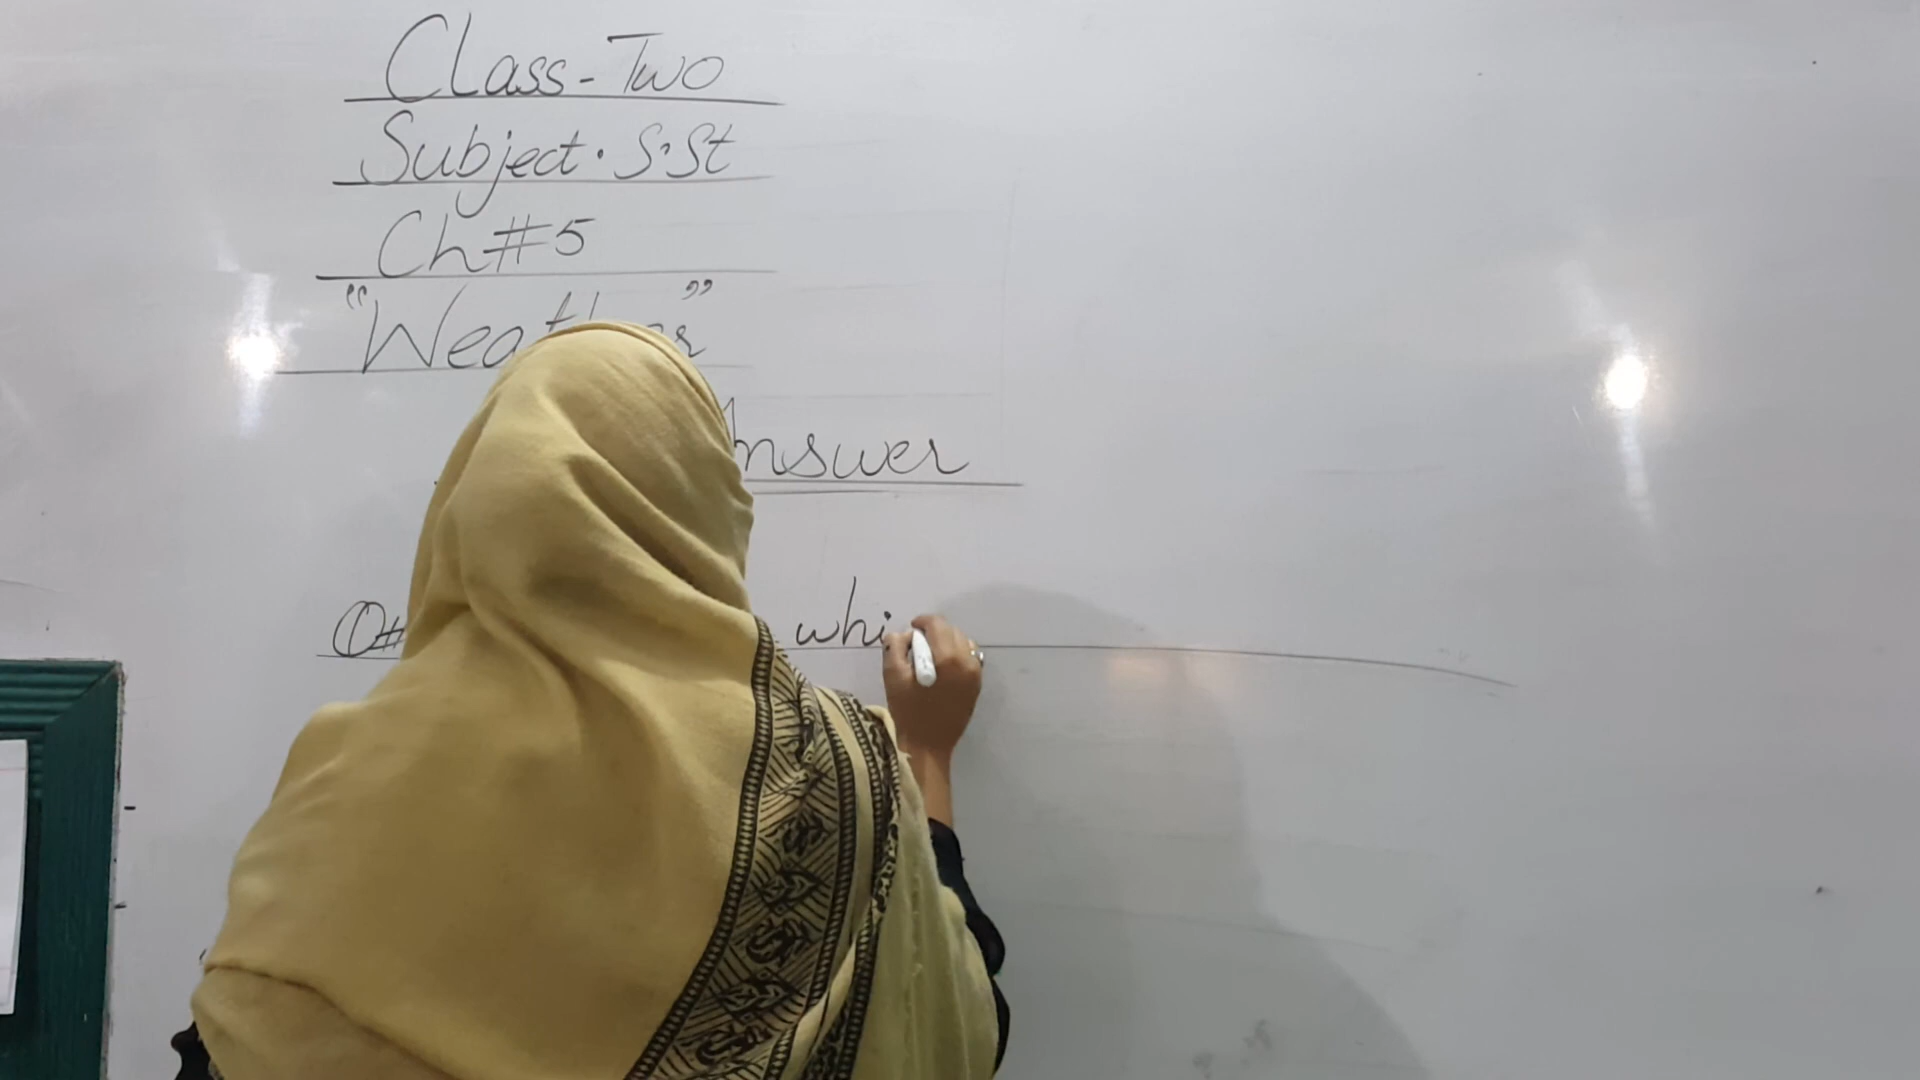 Class-Two
Subject. S.St
Ch#5
"Weather"
Answer
Q# whi